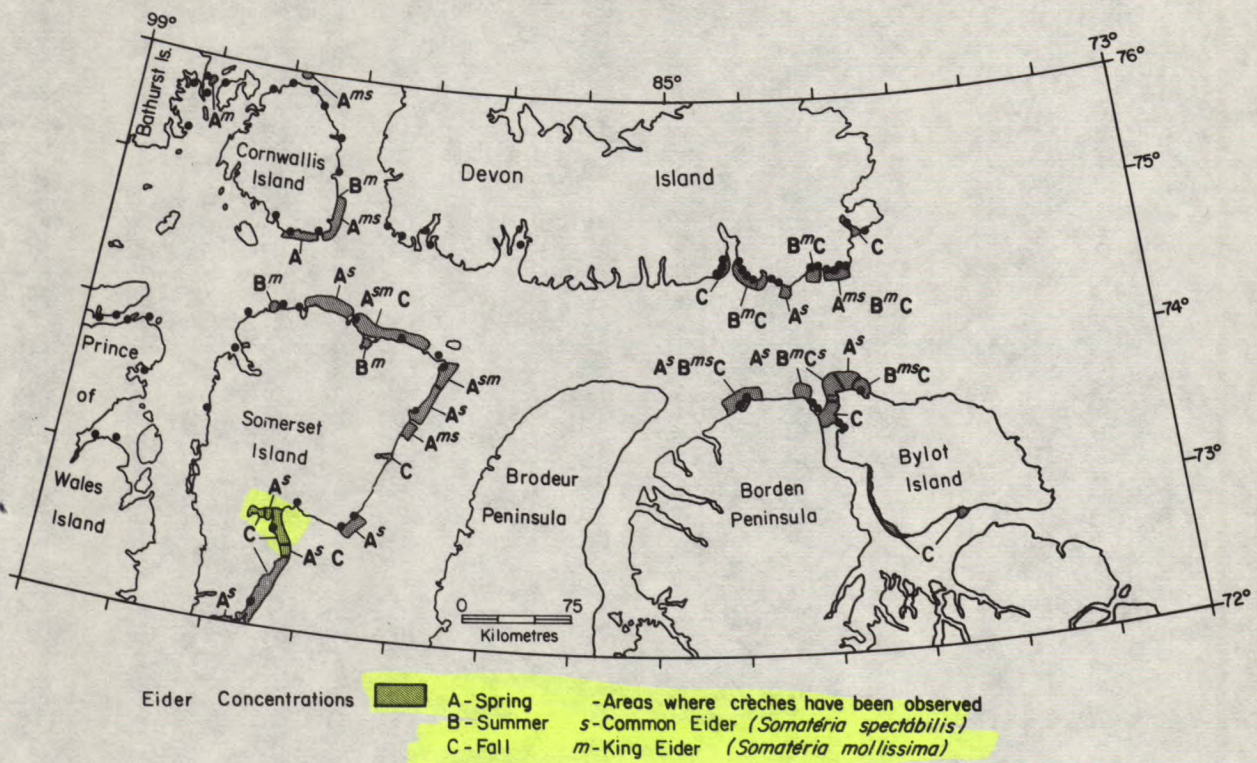 99°
73°
76°
85°
Bathurst Is.
A^ms
A^m
Cornwallis
Island
Devon Island
75°
B^m
A^ms
A
C
B^mC
A^s
B^m
A^sm C
C
B^mC
A^s
A^ms B^mC
74°
Prince
of
Wales
Island
B^m
A^s B^msC
A^s B^mC^s
A^s
B^msC
A^sm
A^s
A^ms
C
Somerset
Island
C
Brodeur
Peninsula
Borden
Peninsula
Bylot
Island
73°
A^s
C
A^s C
A^s
C
A^s
0 75
Kilometres
72°
Eider Concentrations A-Spring -Areas where crèches have been observed
B-Summer s-Common Eider (Somatéria spectábilis)
C-Fall m-King Eider (Somatéria mollissima)